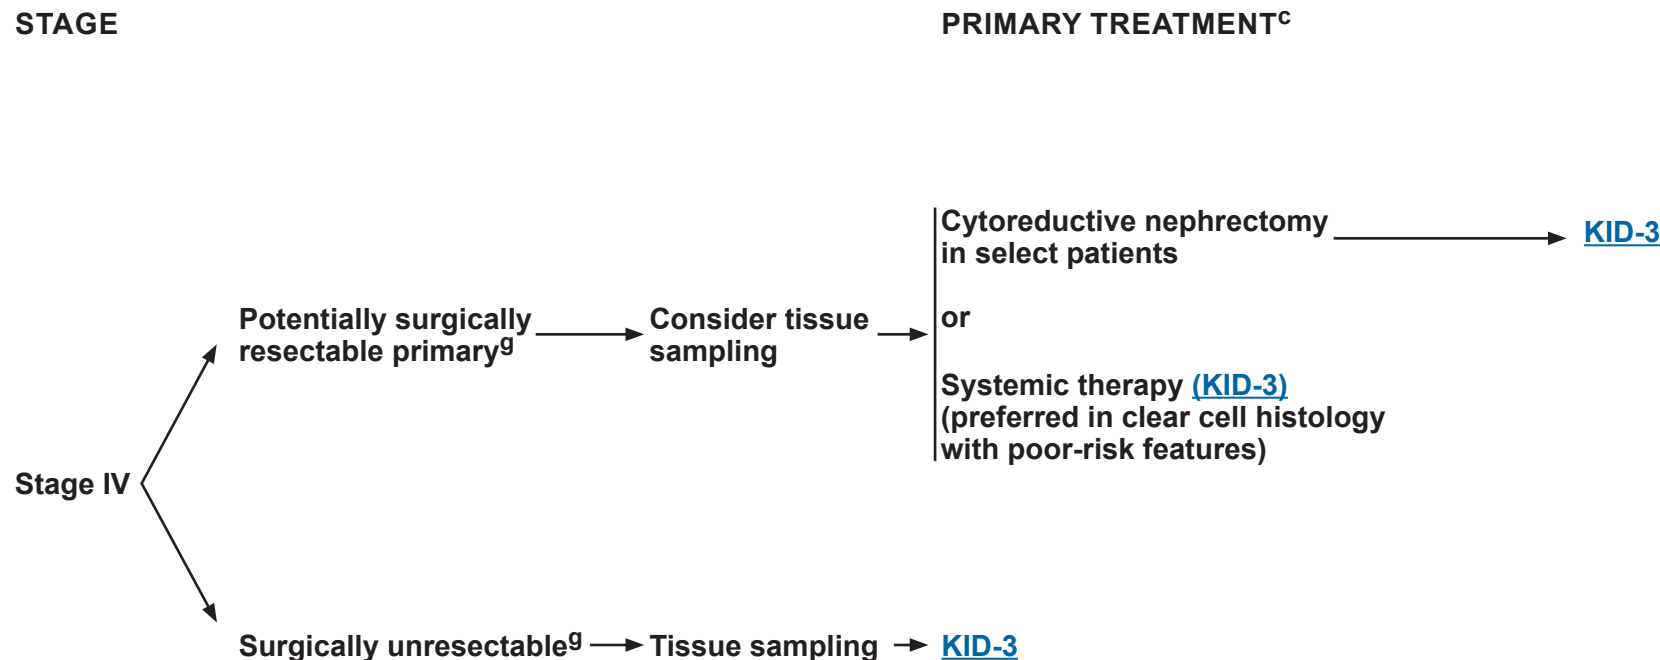 STAGE
PRIMARY TREATMENTᶜ
Cytoreductive nephrectomy
in select patients
KID-3
or
Potentially surgically
resectable primaryᵍ
Consider tissue
sampling
Systemic therapy (KID-3)
(preferred in clear cell histology
with poor-risk features)
Stage IV
Surgically unresectableᵍ
Tissue sampling
KID-3